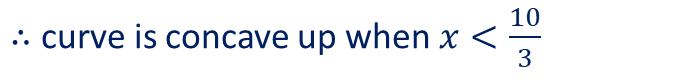 ∴ curve is concave up when x < 10/3